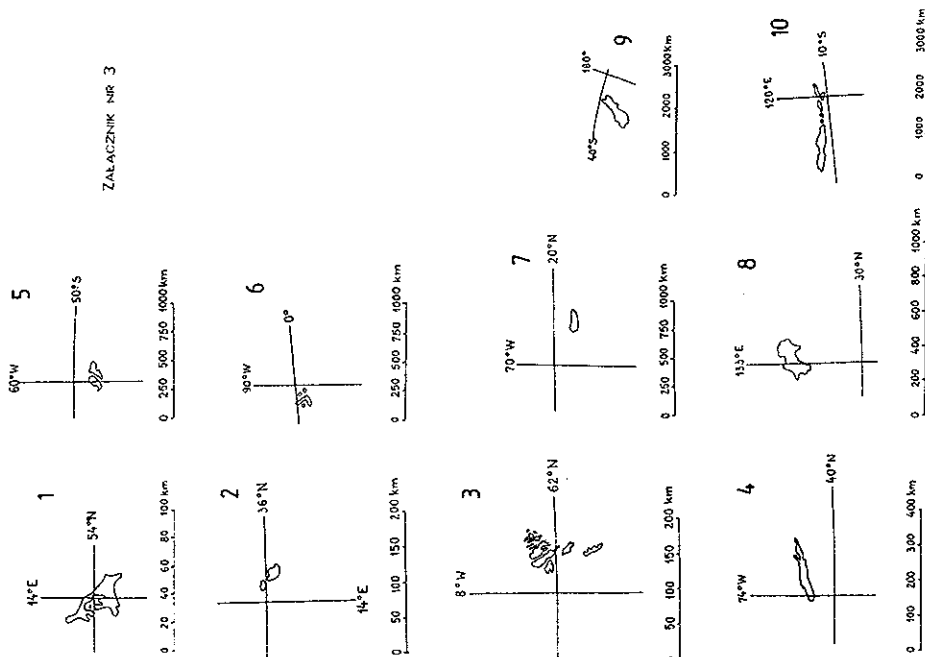 ZAŁĄCZNIK NR 3
1
14°E
54°N
0 20 40 60 80 100 km
2
36°N
14°E
0 50 100 150 200 km
3
8°W
62°N
0 50 100 150 200 km
4
74°W
40°N
0 100 200 300 400 km
5
60°W
50°S
0 250 500 750 1000 km
6
90°W
0°
0 250 500 750 1000 km
7
70°W
20°N
0 250 500 750 1000 km
8
133°E
30°N
0 200 400 600 800 1000 km
9
180°
40°S
0 1000 2000 3000 km
10
120°E
10°S
0 1000 2000 3000 km